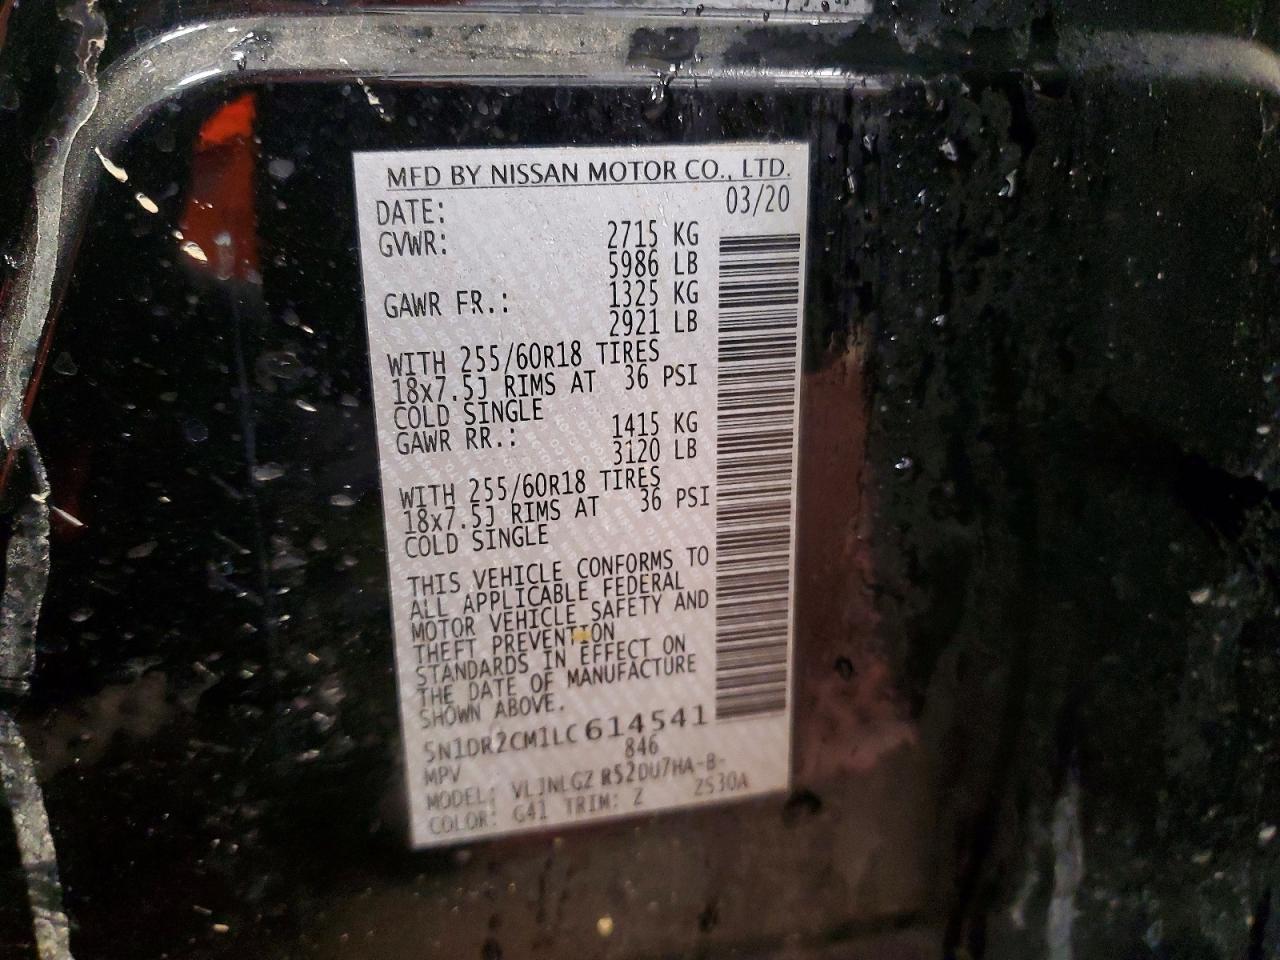 MFD BY NISSAN MOTOR CO., LTD.
DATE: 03/20
GVWR: 2715 KG
5986 LB
GAWR FR.: 1325 KG
2921 LB
WITH 255/60R18 TIRES
18x7.5J RIMS AT 36 PSI
COLD SINGLE
GAWR RR.: 1415 KG
3120 LB
WITH 255/60R18 TIRES
18x7.5J RIMS AT 36 PSI
COLD SINGLE
THIS VEHICLE CONFORMS TO
ALL APPLICABLE FEDERAL
MOTOR VEHICLE SAFETY AND
THEFT PREVENTION
STANDARDS IN EFFECT ON
THE DATE OF MANUFACTURE
SHOWN ABOVE.
5N1DR2CM1LC614541
MPV 846
MODEL: VLJNLGZ R52DU7HA-B-
COLOR: G41 TRIM: Z ZS30A